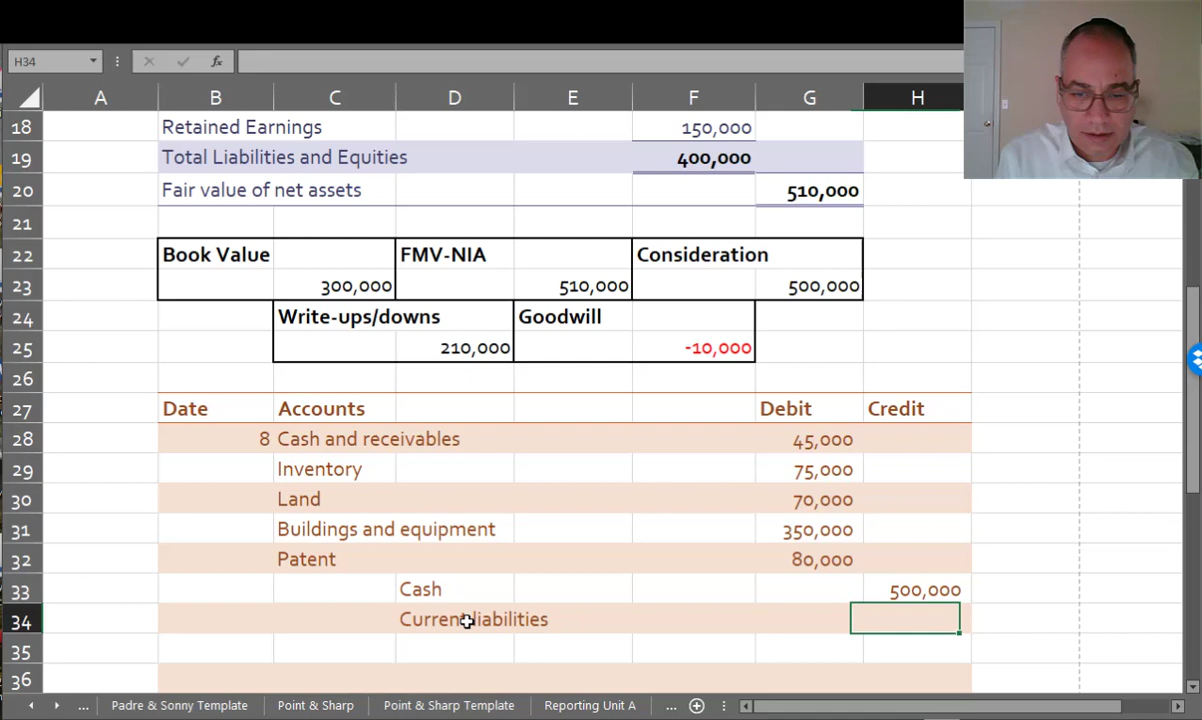 H34 fx
A B C D E F G H
18 Retained Earnings 150,000
19 Total Liabilities and Equities 400,000
20 Fair value of net assets 510,000
21
22 Book Value FMV-NIA Consideration
23 300,000 510,000 500,000
24 Write-ups/downs Goodwill
25 210,000 -10,000
26
27 Date Accounts Debit Credit
28 8 Cash and receivables 45,000
29 Inventory 75,000
30 Land 70,000
31 Buildings and equipment 350,000
32 Patent 80,000
33 Cash 500,000
34 Current liabilities
35
36
... Padre & Sonny Template Point & Sharp Point & Sharp Template Reporting Unit A ...